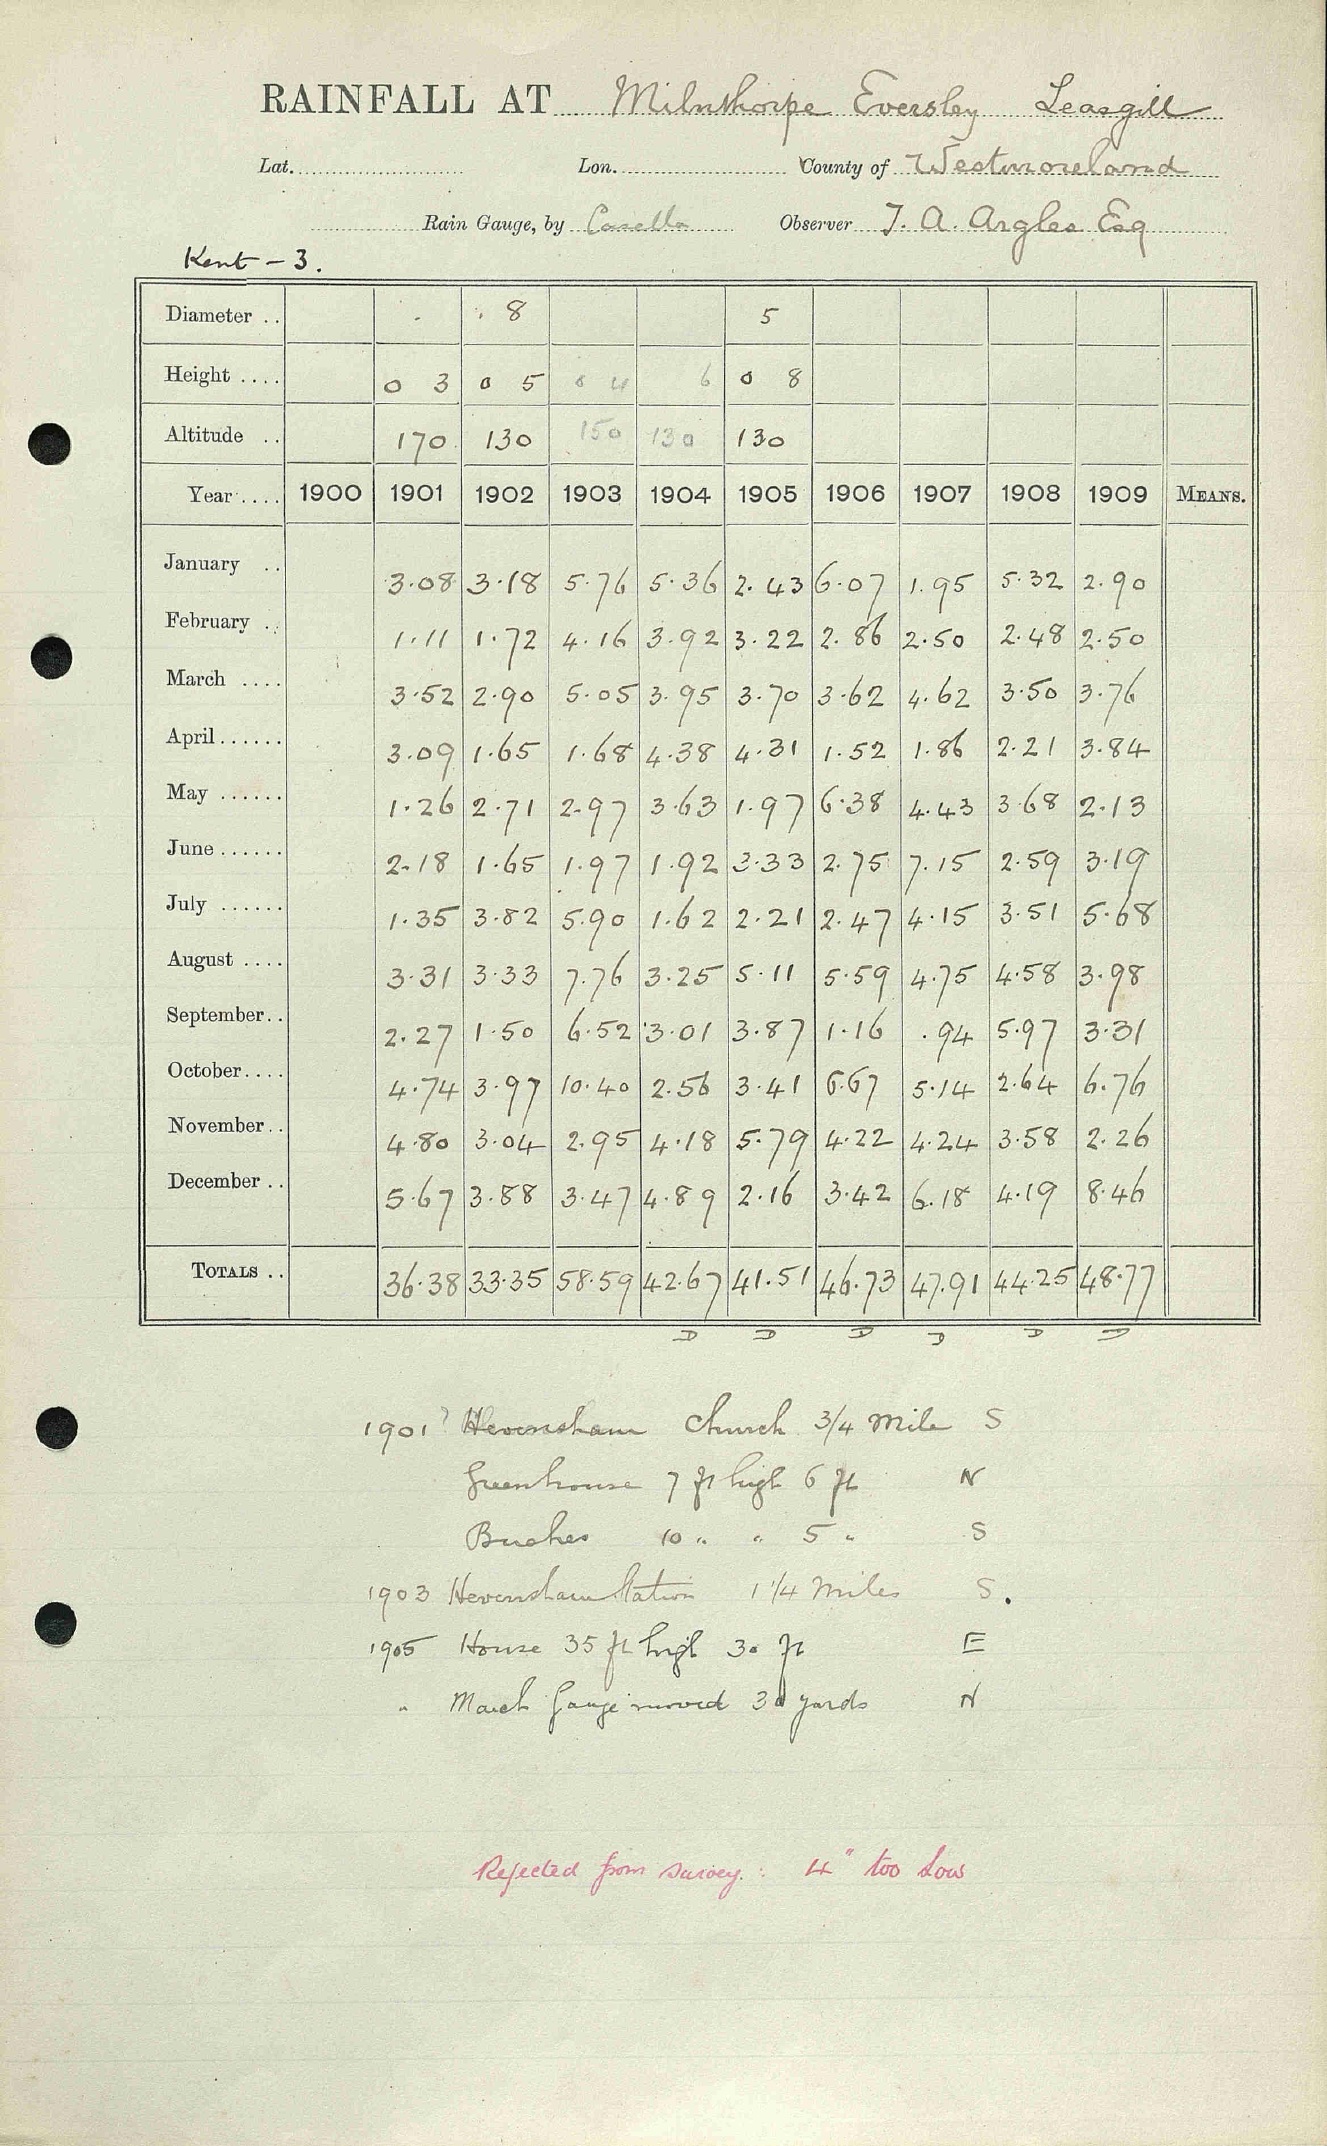 RAINFALL AT Milnthorpe Eversley Leasgill
Lat. Lon. County of Westmoreland
Rain Gauge, by Casella Observer T. A. Argles Esq
Kent - 3.
Diameter .. 8 5
Height .... 0 3 0 5 0 4 6 0 8
Altitude .. 170 130 150 130 130
Year .... 1900 1901 1902 1903 1904 1905 1906 1907 1908 1909 MEANS.
January .. 3.08 3.18 5.76 5.36 2.43 6.07 1.95 5.32 2.90
February .. 1.11 1.72 4.16 3.92 3.22 2.86 2.50 2.48 2.50
March .... 3.52 2.90 5.05 3.95 3.70 3.62 4.62 3.50 3.76
April ...... 3.09 1.65 1.68 4.38 4.31 1.52 1.86 2.21 3.84
May ...... 1.26 2.71 2.97 3.63 1.97 6.38 4.43 3.68 2.13
June ...... 2.18 1.65 1.97 1.92 3.33 2.75 7.15 2.59 3.19
July ...... 1.35 3.82 5.90 1.62 2.21 2.47 4.15 3.51 5.68
August .... 3.31 3.33 7.76 3.25 5.11 5.59 4.75 4.58 3.98
September .. 2.27 1.50 6.52 3.01 3.87 1.16 .94 5.97 3.31
October .... 4.74 3.97 10.40 2.56 3.41 6.67 5.14 2.64 6.76
November .. 4.80 3.04 2.95 4.18 5.79 4.22 4.24 3.58 2.26
December .. 5.67 3.88 3.47 4.89 2.16 3.42 6.18 4.19 8.46
TOTALS .. 36.38 33.35 58.59 42.67 41.51 46.73 47.91 44.25 48.77
D D D D D D
1901? Heversham Church 3/4 Mile S
Greenhouse 7 ft high 6 ft N
Bushes 10 " " 5 " S
1903 Heversham Station 1 1/4 Miles S.
1905 House 35 ft high 30 ft E
" March Gauge moved 30 yards N
Rejected from survey: 4" too low